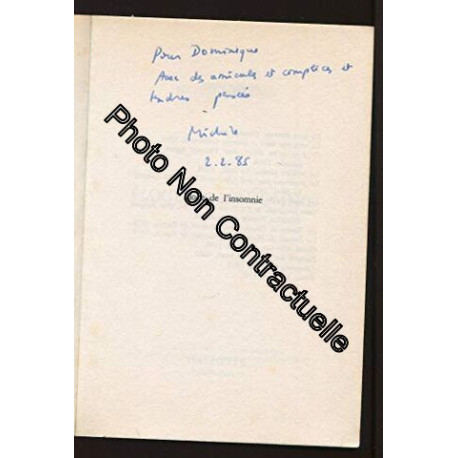 Pour Dominique
Avec des amicales et complices et
tendres pensées
Michèle
2.2.85
de l'insomnie
Photo Non Contractuelle